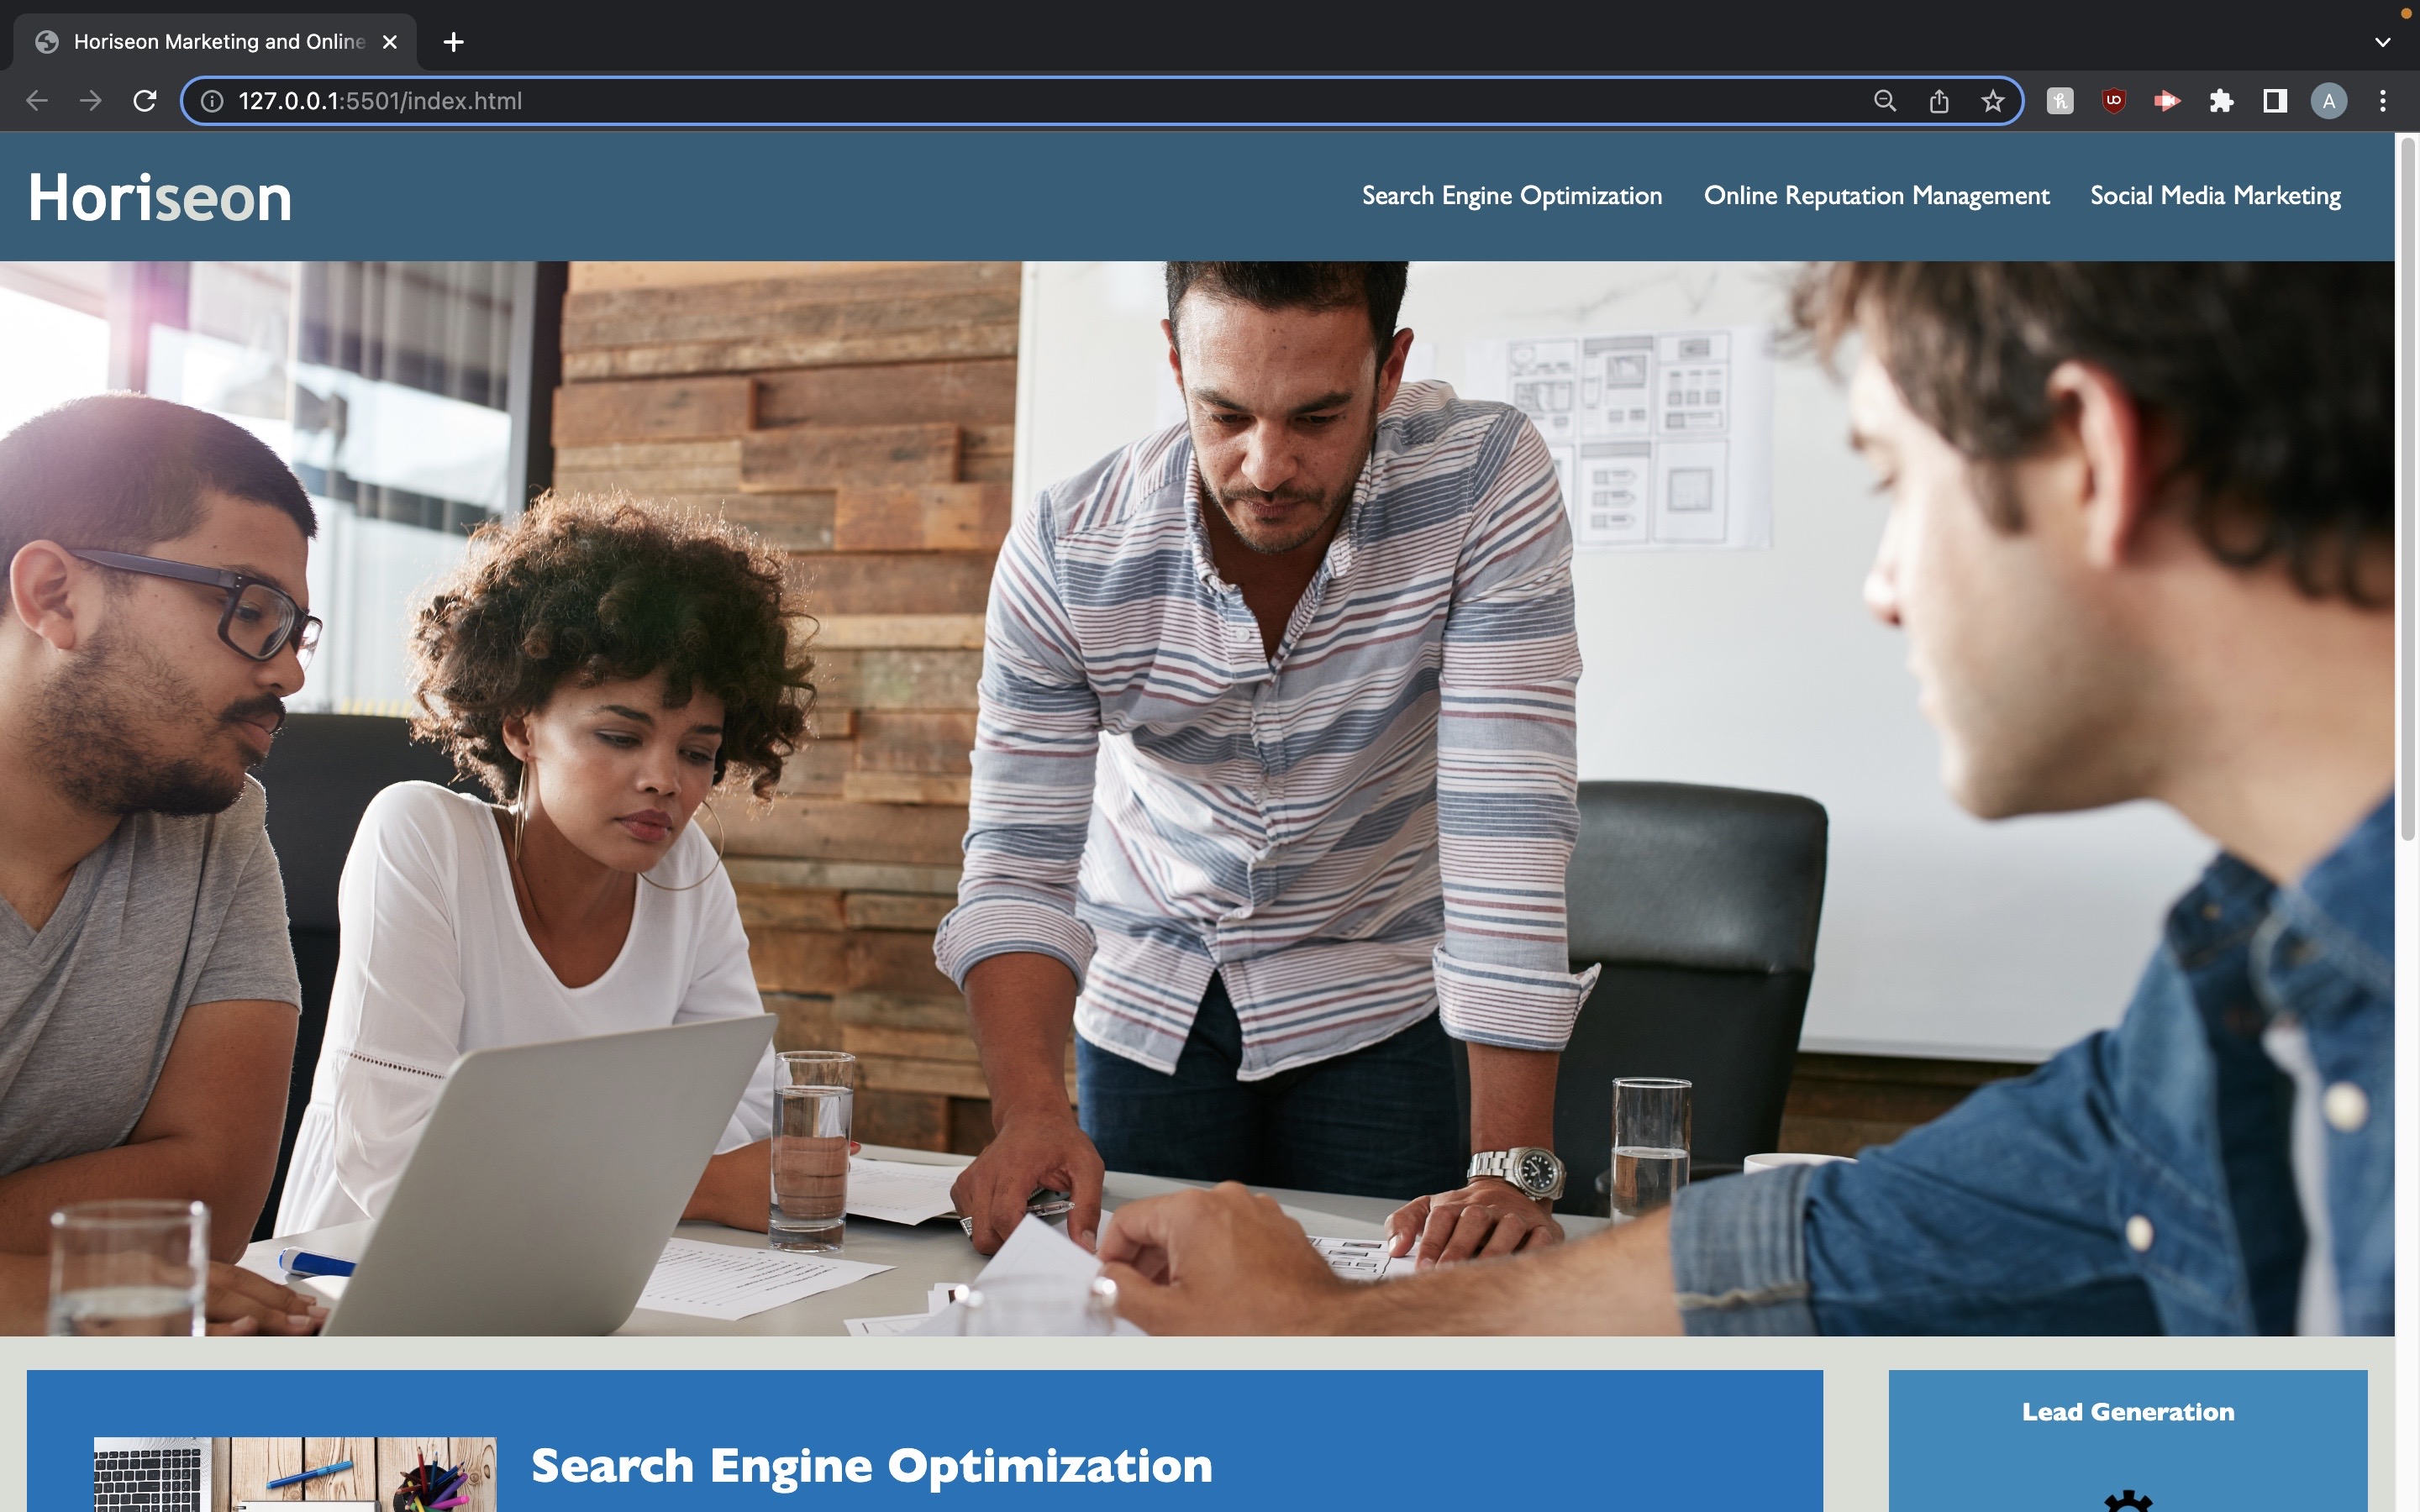 Horiseon Marketing and Online
127.0.0.1:5501/index.html
A
Horiseon
Search Engine Optimization
Online Reputation Management
Social Media Marketing
Search Engine Optimization
Lead Generation